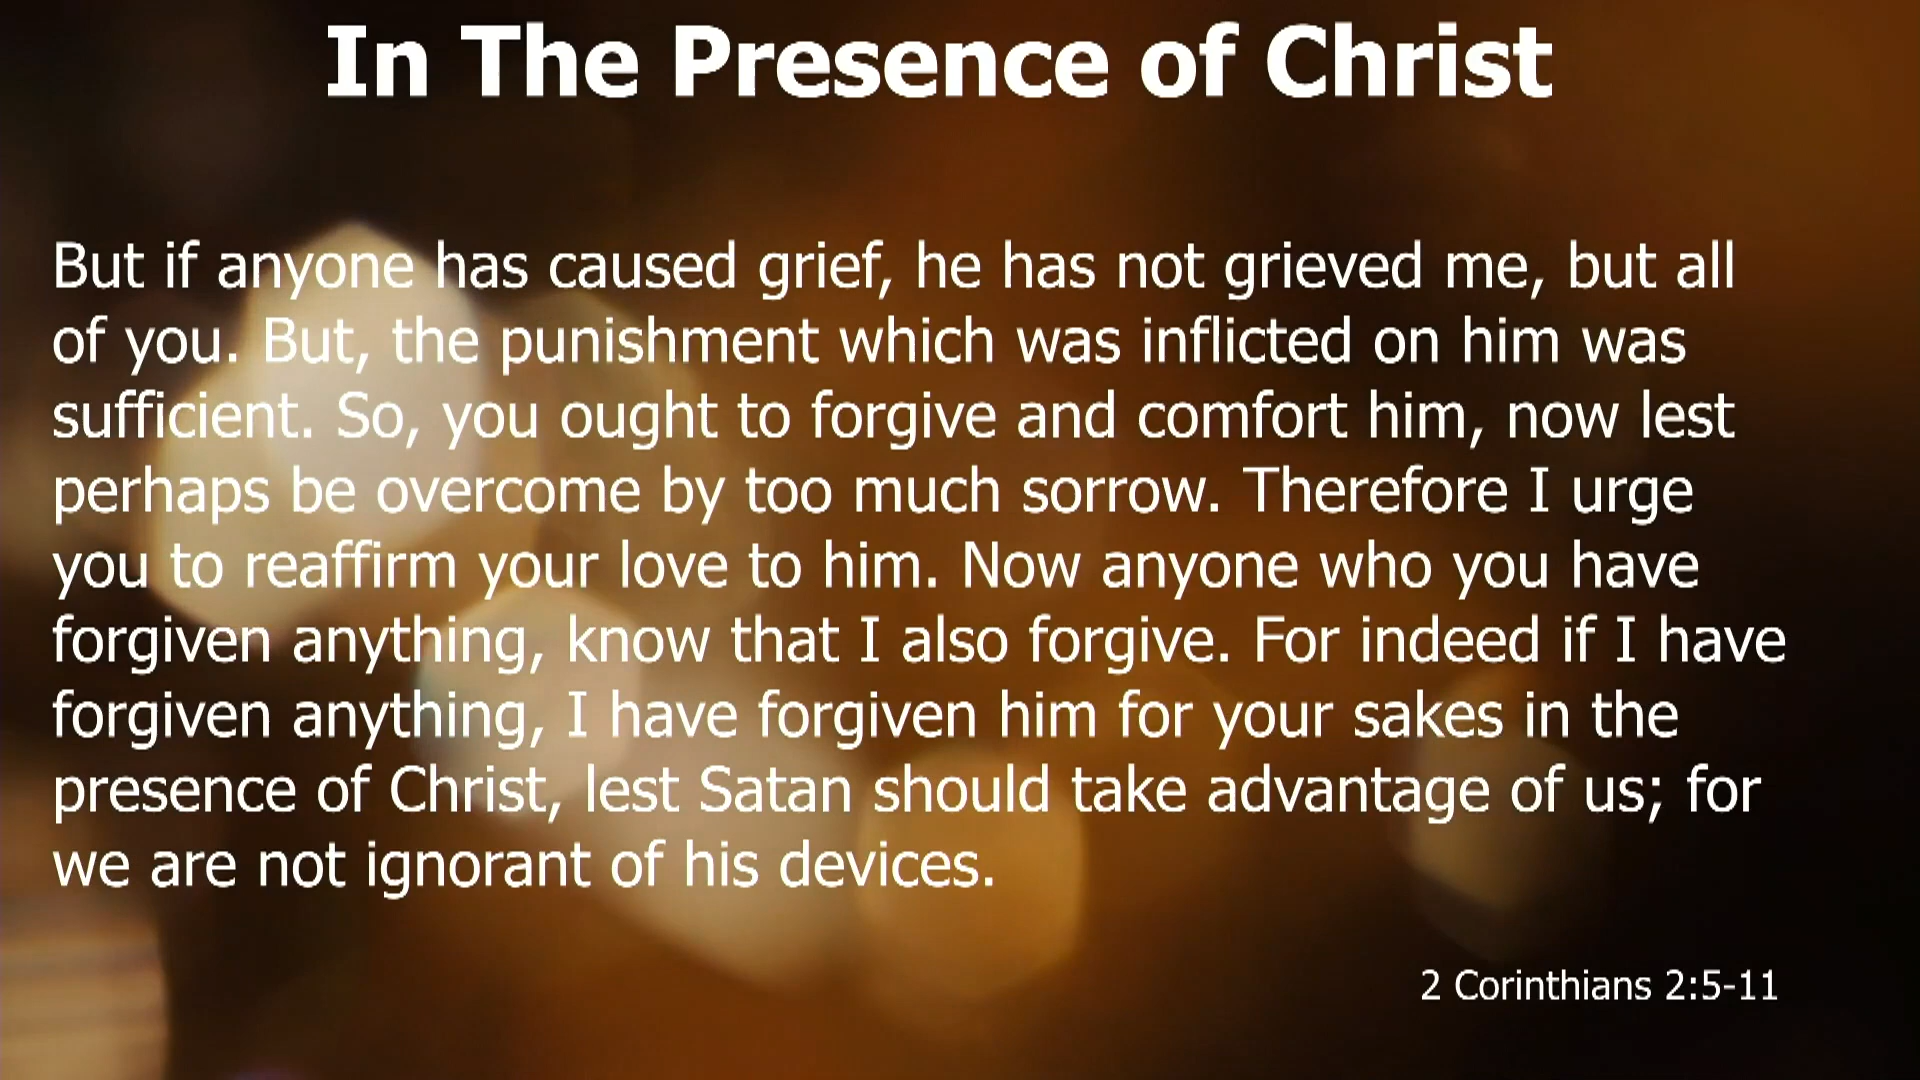 In The Presence of Christ
But if anyone has caused grief, he has not grieved me, but all
of you. But, the punishment which was inflicted on him was
sufficient. So, you ought to forgive and comfort him, now lest
perhaps be overcome by too much sorrow. Therefore I urge
you to reaffirm your love to him. Now anyone who you have
forgiven anything, know that I also forgive. For indeed if I have
forgiven anything, I have forgiven him for your sakes in the
presence of Christ, lest Satan should take advantage of us; for
we are not ignorant of his devices.
2 Corinthians 2:5-11